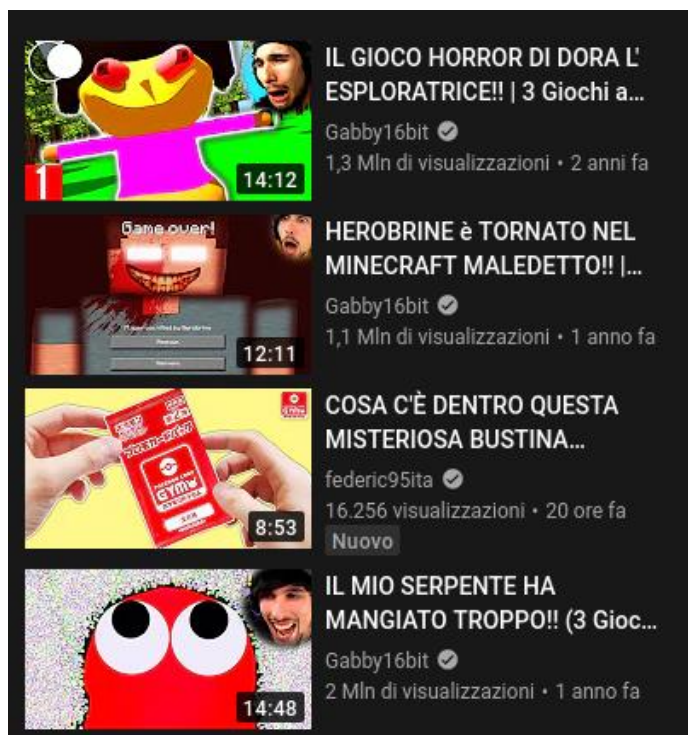 IL GIOCO HORROR DI DORA L'
ESPLORATRICE!! | 3 Giochi a...
Gabby16bit
1,3 Mln di visualizzazioni • 2 anni fa
1
14:12
HEROBRINE è TORNATO NEL
MINECRAFT MALEDETTO!! |...
Gabby16bit
1,1 Mln di visualizzazioni • 1 anno fa
Game over!
12:11
COSA C'È DENTRO QUESTA
MISTERIOSA BUSTINA...
federic95ita
16.256 visualizzazioni • 20 ore fa
Nuovo
GYM
8:53
IL MIO SERPENTE HA
MANGIATO TROPPO!! (3 Gioc...
Gabby16bit
2 Mln di visualizzazioni • 1 anno fa
14:48